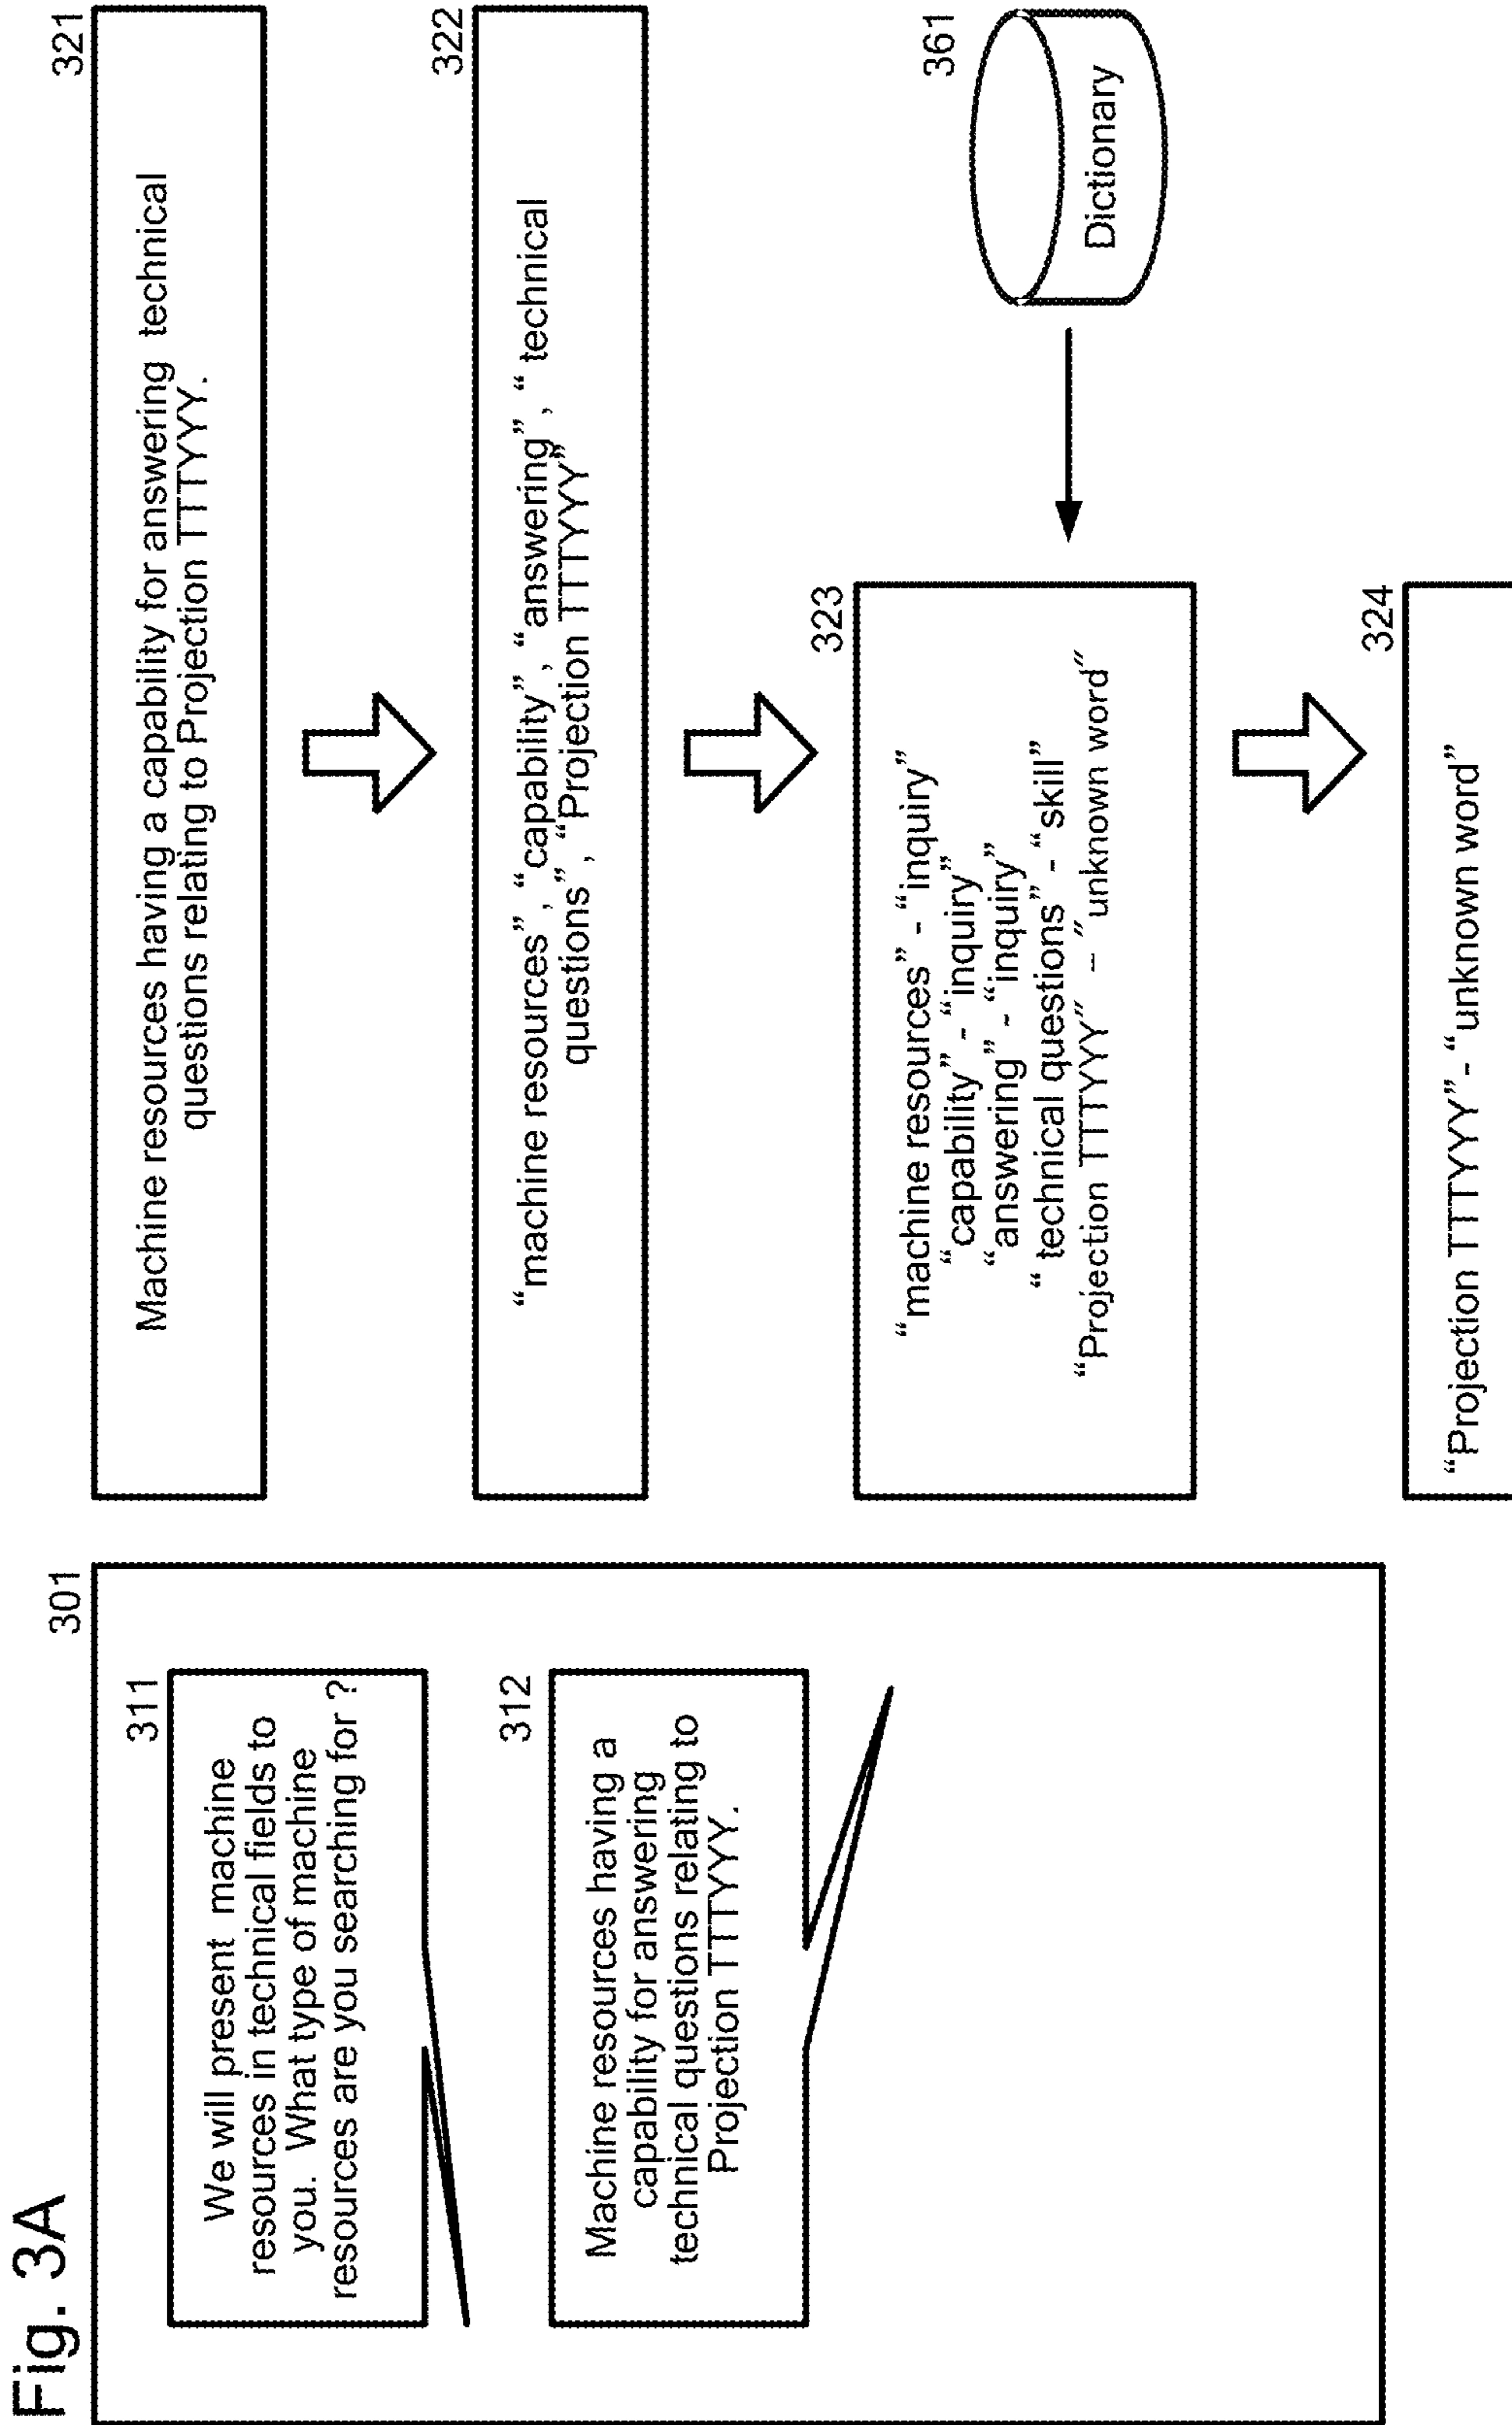 Fig. 3A
301
311
We will present machine
resources in technical fields to
you. What type of machine
resources are you searching for ?
312
Machine resources having a
capability for answering
technical questions relating to
Projection TTTYYY.
321
Machine resources having a capability for answering technical
questions relating to Projection TTTYYY.
322
“machine resources”, “capability”, “answering”, “ technical
questions”, “Projection TTTYYY”
323
“machine resources” - “inquiry”
“capability” - “inquiry”
“answering” - “inquiry”
“ technical questions” - “skill”
“Projection TTTYYY” – “unknown word”
361
Dictionary
324
“Projection TTTYYY” - “unknown word”